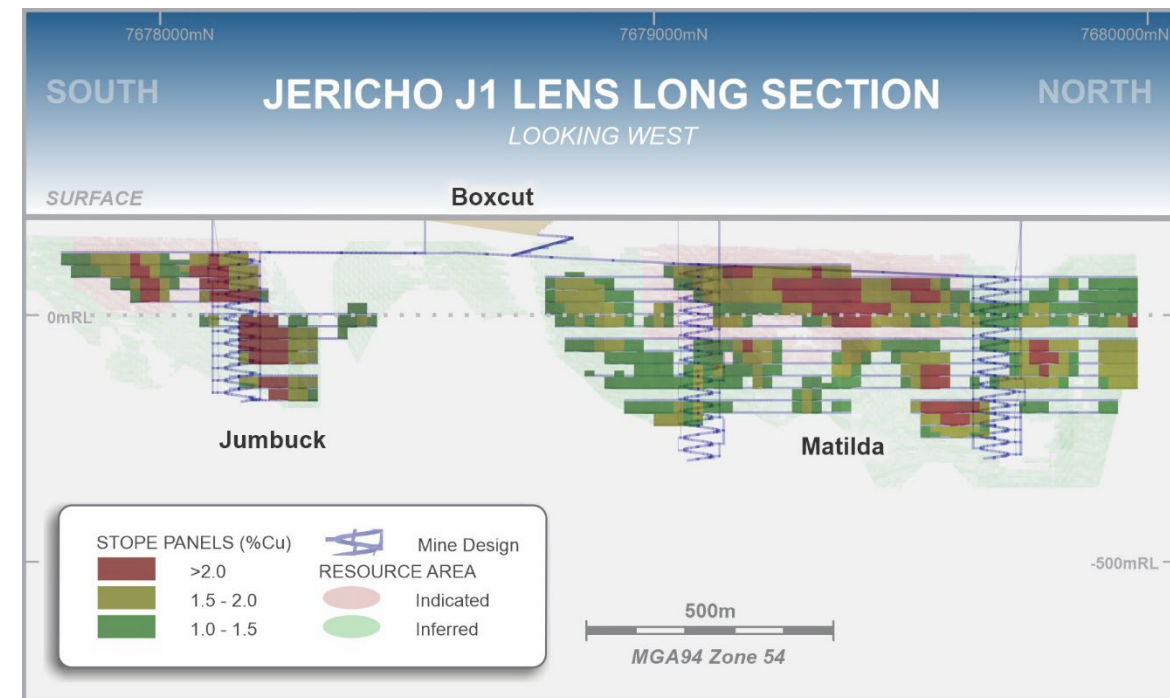 7678000mN 7679000mN 7680000mN
SOUTH JERICHO J1 LENS LONG SECTION NORTH
LOOKING WEST
SURFACE Boxcut
0mRL
Jumbuck Matilda
STOPE PANELS (%Cu) Mine Design
>2.0 RESOURCE AREA
1.5 - 2.0 Indicated
1.0 - 1.5 Inferred
-500mRL
500m
MGA94 Zone 54